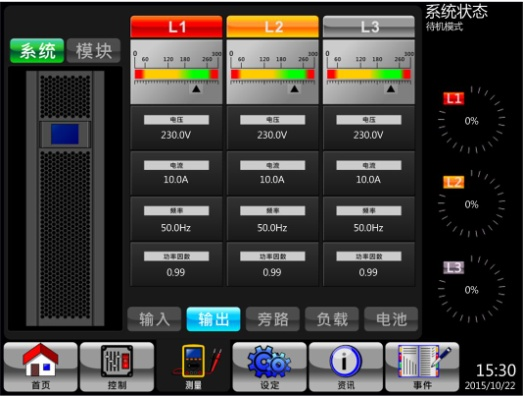 系统状态
待机模式
系统 模块
L1 L2 L3
0 60 120 180 260 300
0 60 120 180 260 300
0 60 120 180 260 300
电压 电压 电压
230.0V 230.0V 230.0V
电流 电流 电流
10.0A 10.0A 10.0A
频率 频率 频率
50.0Hz 50.0Hz 50.0Hz
功率因数 功率因数 功率因数
0.99 0.99 0.99
L1
0%
L2
0%
L3
0%
输入 输出 旁路 负载 电池
首页 控制 测量 设定 资讯 事件
15:30
2015/10/22